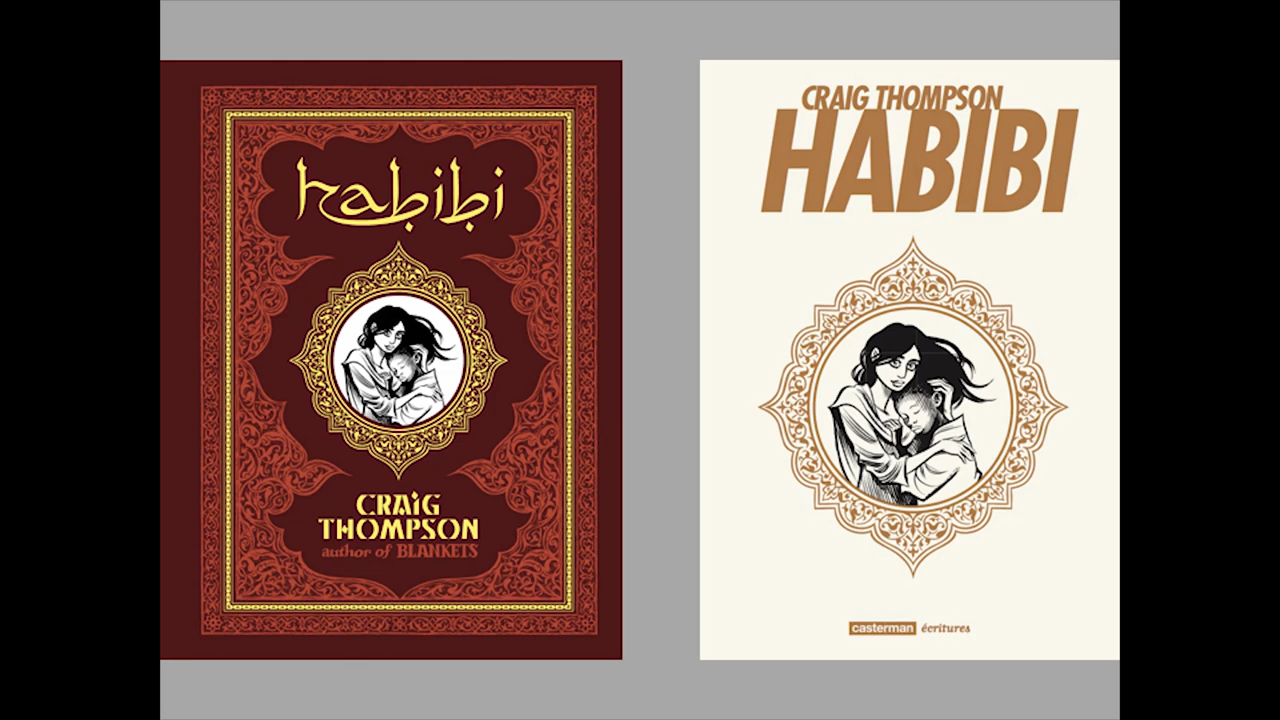 habibi
CRAiG
THOMPSON
author of BLANKETS
CRAIG THOMPSON
HABIBI
casterman écritures